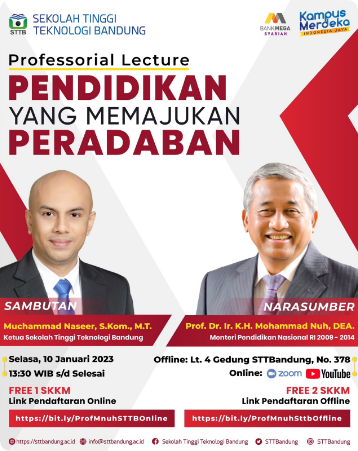 STTB
SEKOLAH TINGGI
TEKNOLOGI BANDUNG
BANK MEGA
SYARIAH
Kampus
Merdeka
INDONESIA JAYA
Professorial Lecture
PENDIDIKAN
YANG MEMAJUKAN
PERADABAN
SAMBUTAN
Muchammad Naseer, S.Kom., M.T.
Ketua Sekolah Tinggi Teknologi Bandung
NARASUMBER
Prof. Dr. Ir. K.H. Mohammad Nuh, DEA.
Menteri Pendidikan Nasional RI 2009 - 2014
Selasa, 10 Januari 2023
13:30 WIB s/d Selesai
Offline: Lt. 4 Gedung STTBandung, No. 378
Online: zoom YouTube
FREE 1 SKKM
Link Pendaftaran Online
https://bit.ly/ProfMnuhSTTBOnline
FREE 2 SKKM
Link Pendaftaran Offline
https://bit.ly/ProfMnuhSttbOffline
https://sttbandung.ac.id info@sttbandung.ac.id Sekolah Tinggi Teknologi Bandung STTBandung STTBandung